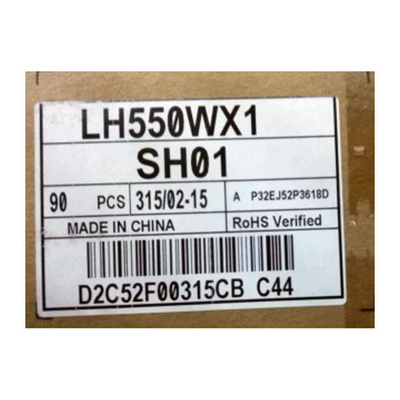 LH550WX1
SH01
90 PCS 315/02-15 A P32EJ52P3618D
MADE IN CHINA RoHS Verified
D2C52F00315CB C44